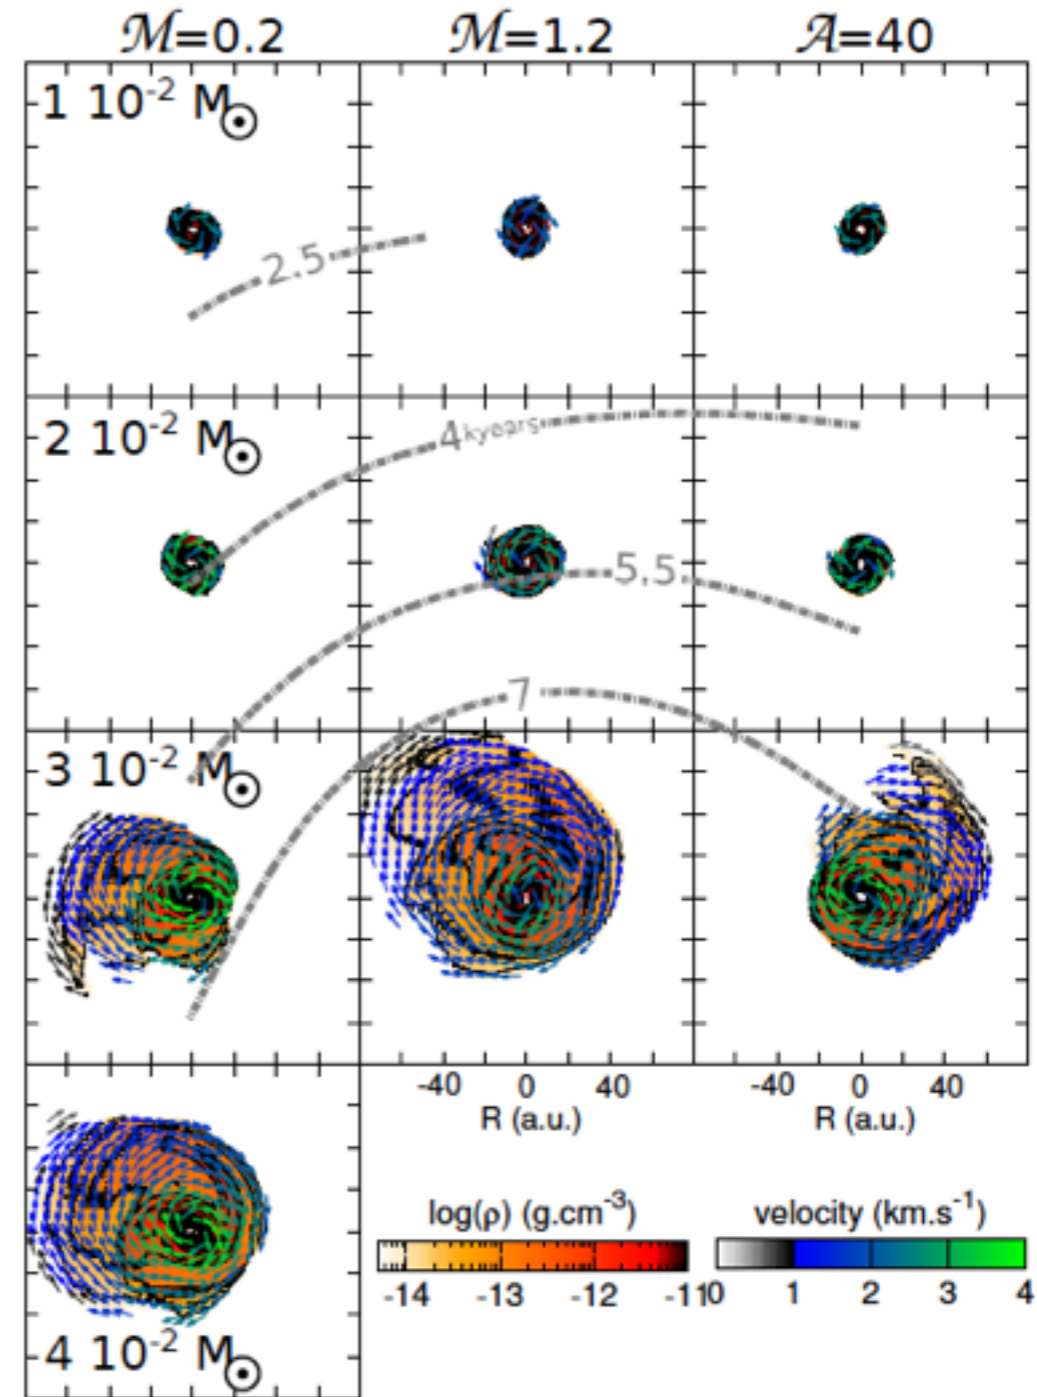 ℳ=0.2 ℳ=1.2 𝒜=40
1 10⁻² M☉
2.5
2 10⁻² M☉
4kyears
5.5
7
3 10⁻² M☉
-40 0 40 -40 0 40
R (a.u.) R (a.u.)
log(ρ) (g.cm⁻³) velocity (km.s⁻¹)
-14 -13 -12 -11 0 1 2 3 4
4 10⁻² M☉